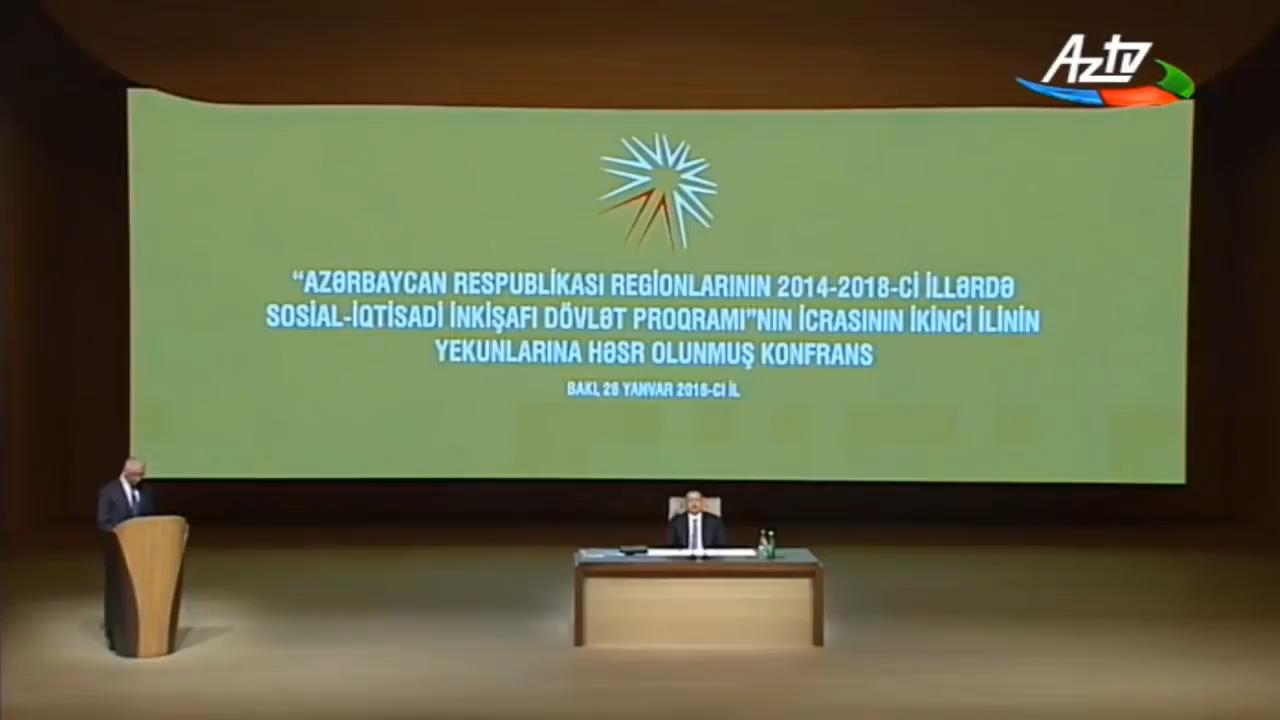 AZTV
“AZƏRBAYCAN RESPUBLİKASI REGİONLARININ 2014-2018-Cİ İLLƏRDƏ
SOSİAL-İQTİSADİ İNKİŞAFI DÖVLƏT PROQRAMI”NIN İCRASININ İKİNCİ İLİNİN
YEKUNLARINA HƏSR OLUNMUŞ KONFRANS
BAKI, 26 YANVAR 2016-CI İL